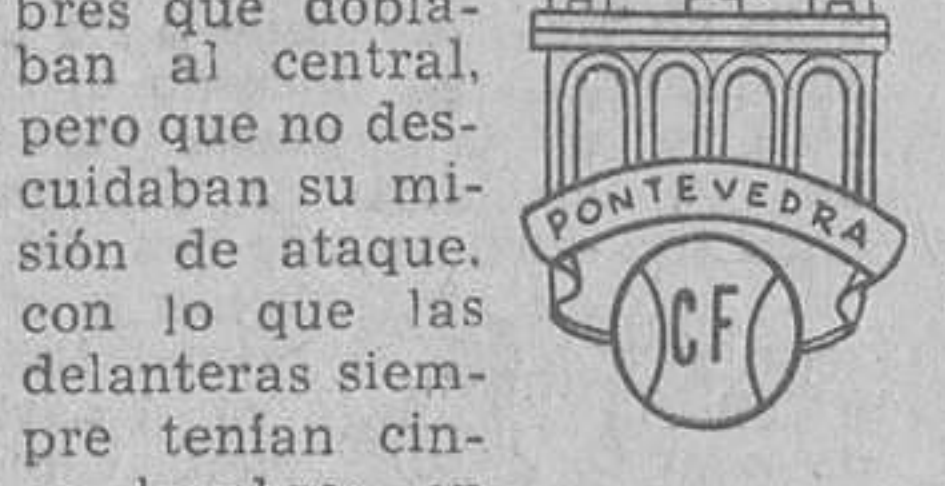 bres que dobla-
ban al central,
pero que no des-
cuidaban su mi-
sión de ataque,
con lo que las
delanteras siem-
pre tenían cin-
PONTEVEDRA
CF